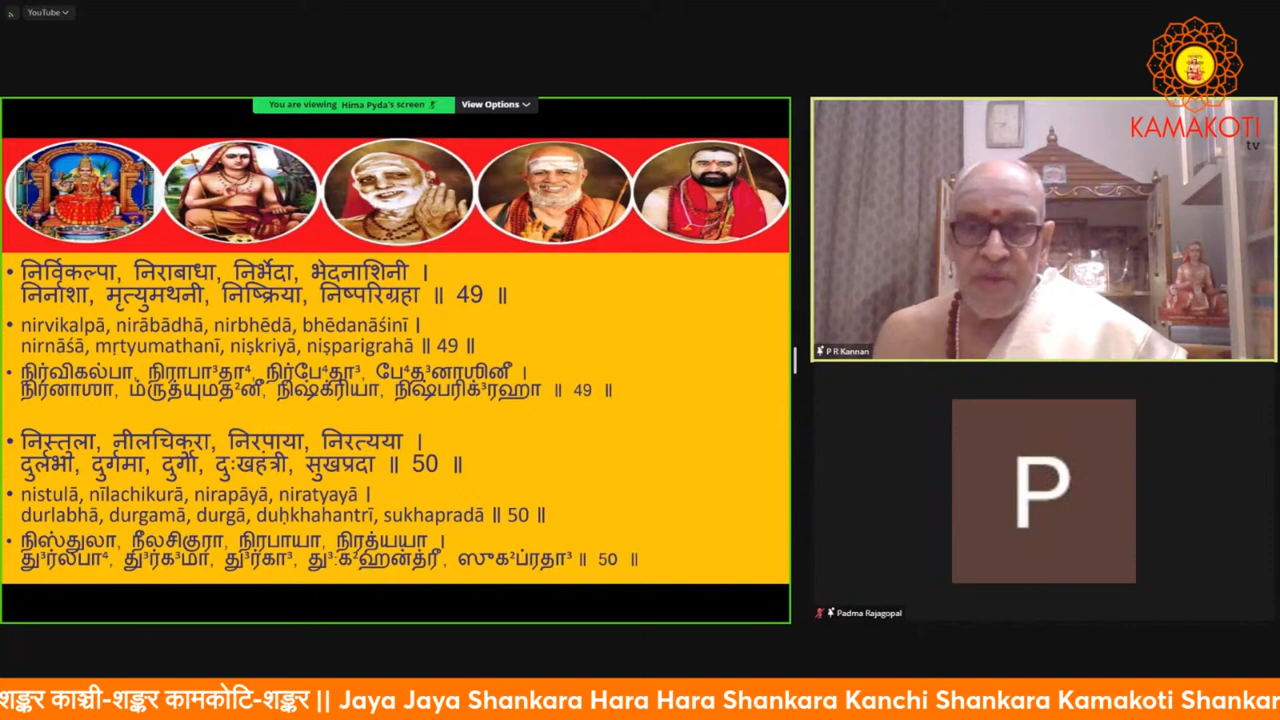 YouTube
KAMAKOTI
tv
You are viewing Hima Pyda's screen View Options
• निर्विकल्पा, निराबाधा, निर्भेदा, भेदनाशिनी ।
निर्नाशा, मृत्युमथनी, निष्क्रिया, निष्परिग्रहा ॥ 49 ॥
• nirvikalpā, nirābādhā, nirbhēdā, bhēdanāśinī |
nirnāśā, mṛtyumathanī, niṣkriyā, niṣparigrahā ॥ 49 ॥
• நிர்விகல்பா, நிராபா³தா⁴, நிர்பே⁴தா³, பே⁴த³னாஶினீ ।
நிர்னாஶா, ம்ருத்யுமத²னீ, நிஷ்க்ரியா, நிஷ்பரிக்³ரஹா ॥ 49 ॥
• निस्तुला, नीलचिकुरा, निरपाया, निरत्यया ।
दुर्लभा, दुर्गमा, दुर्गा, दुःखहन्त्री, सुखप्रदा ॥ 50 ॥
• nistulā, nīlachikurā, nirapāyā, niratyayā |
durlabhā, durgamā, durgā, duḥkhahantrī, sukhapradā ॥ 50 ॥
• நிஸ்துலா, நீலசிகுரா, நிரபாயா, நிரத்யயா ।
து³ர்லபா⁴, து³ர்க³மா, து³ர்கா³, து³:க²ஹன்த்ரீ, ஸுக²ப்ரதா³ ॥ 50 ॥
P R Kannan
P
Padma Rajagopal
शङ्कर काञ्ची-शङ्कर कामकोटि-शङ्कर || Jaya Jaya Shankara Hara Hara Shankara Kanchi Shankara Kamakoti Shankar